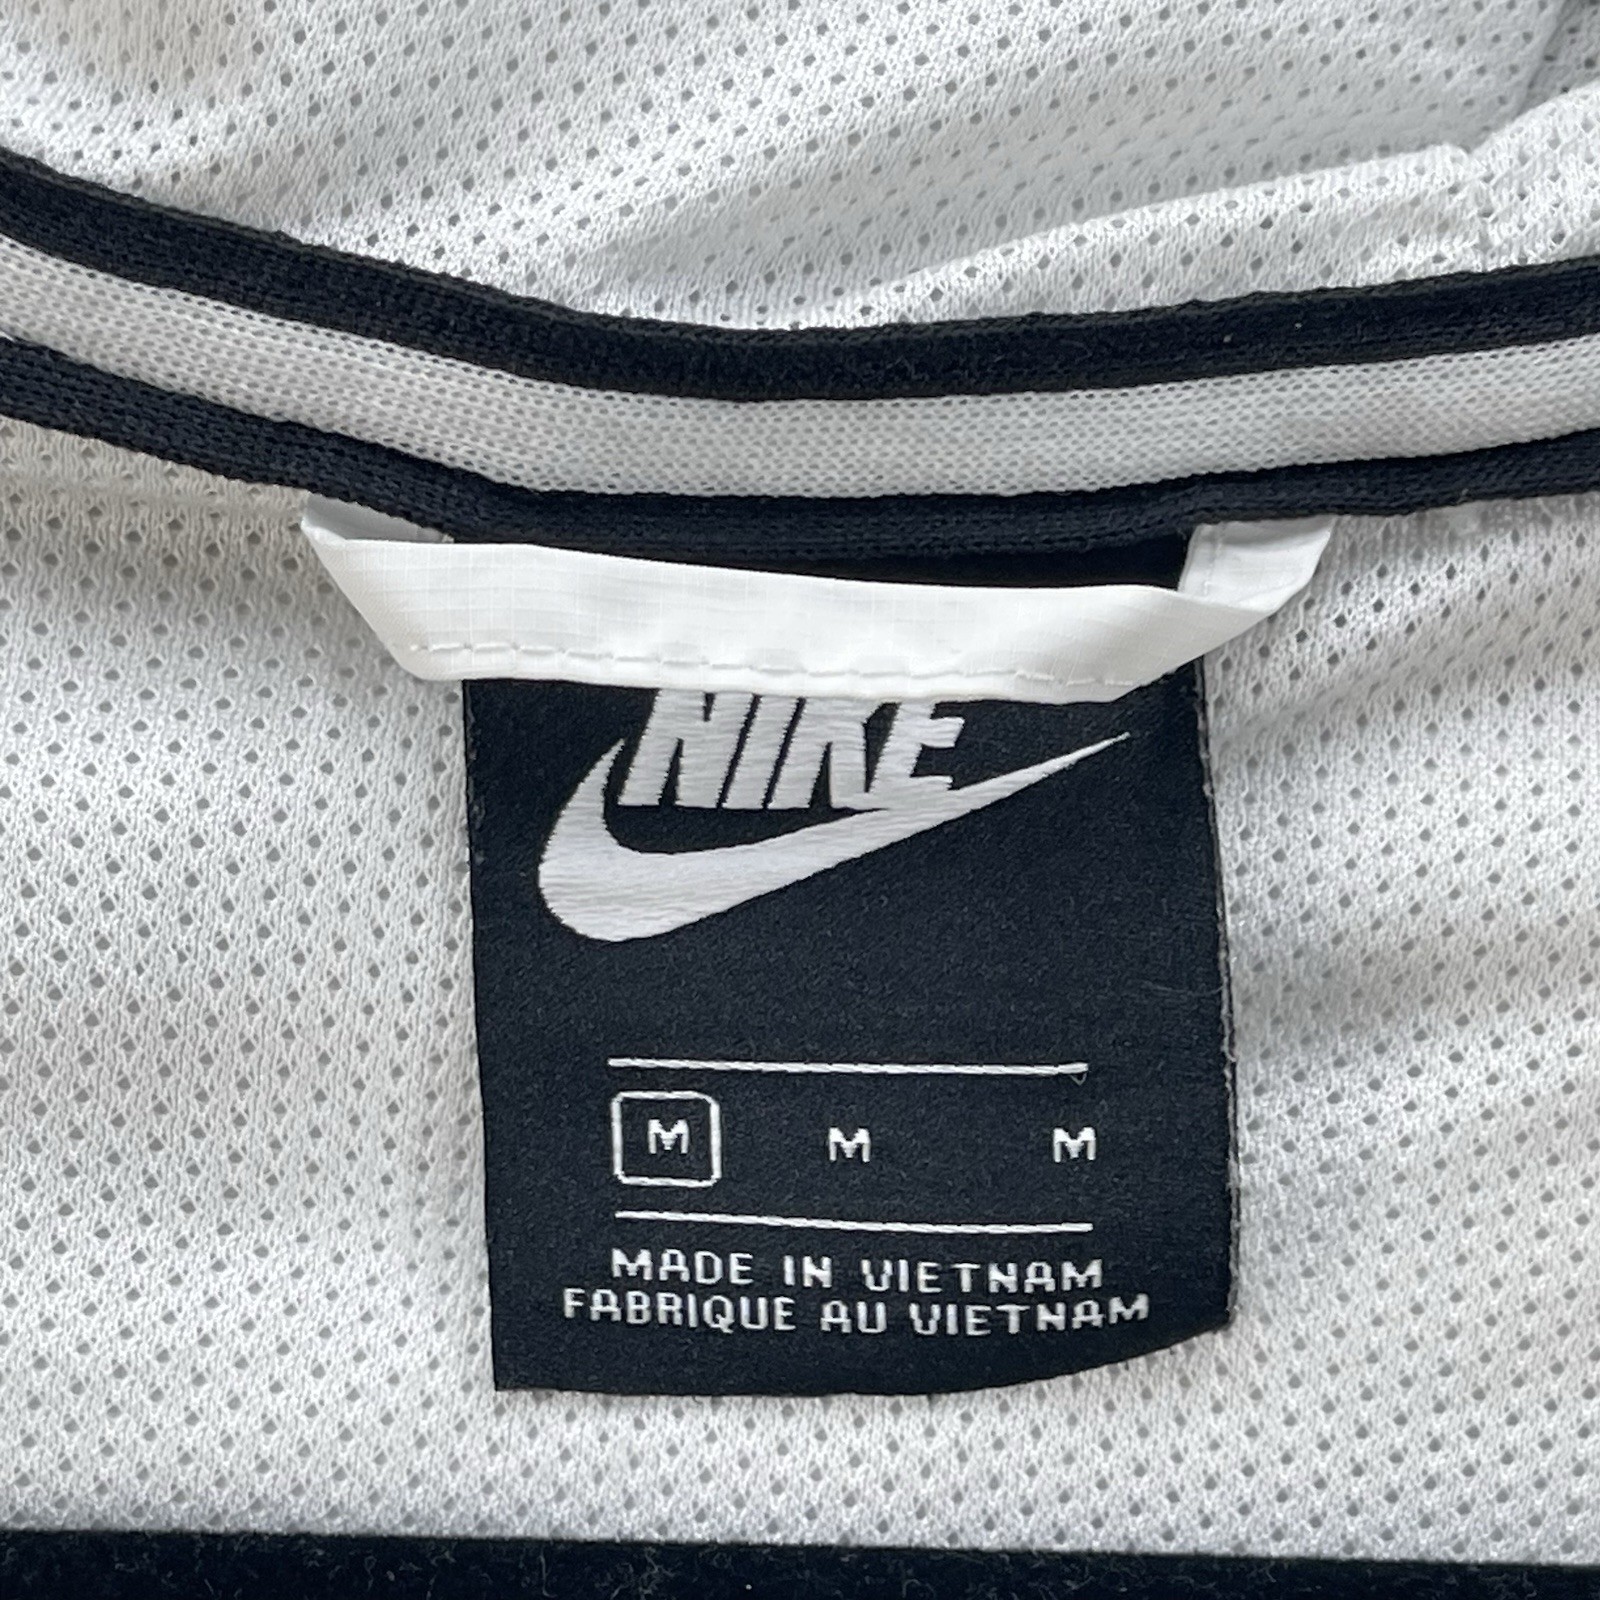 NIKE
M M M
MADE IN VIETNAM
FABRIQUE AU VIETNAM